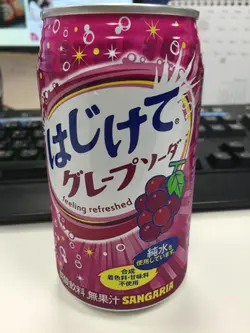 はじけて®
グレープソーダ
feeling refreshed
純水を
使用しています。
合成
着色料・甘味料
不使用
飲料 無果汁
SANGARIA